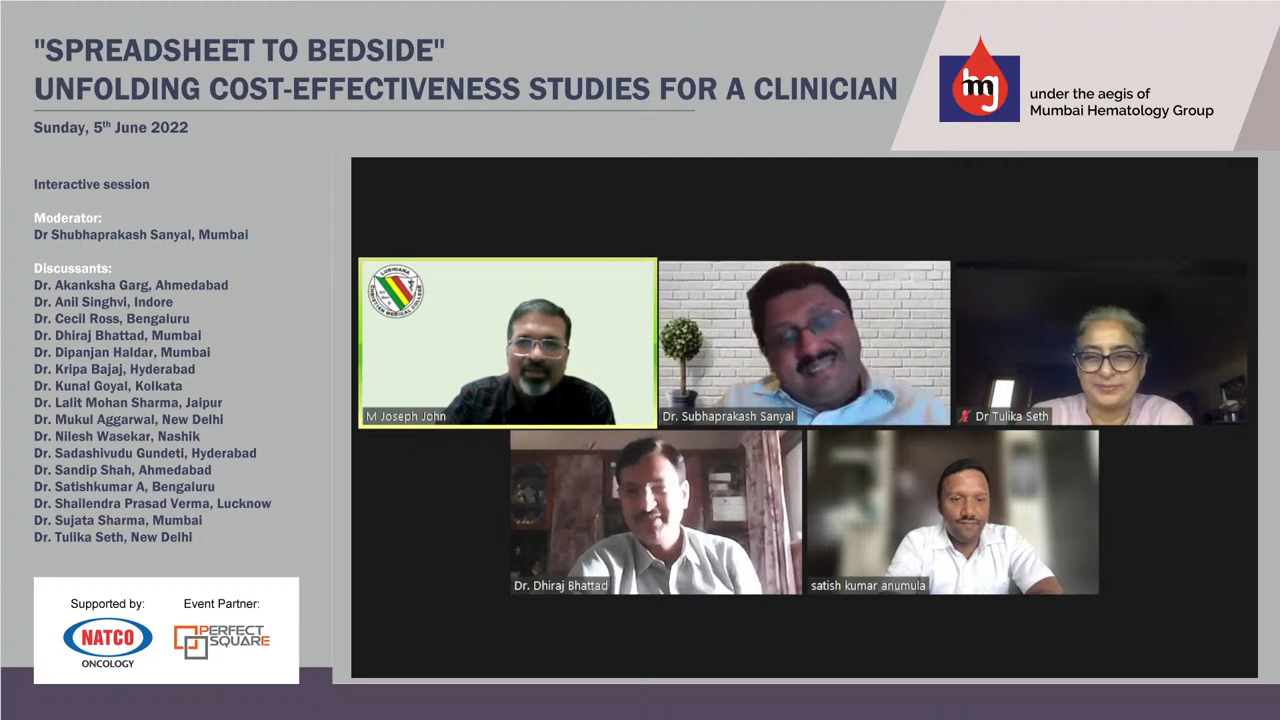 "SPREADSHEET TO BEDSIDE"
UNFOLDING COST-EFFECTIVENESS STUDIES FOR A CLINICIAN
Sunday, 5th June 2022
mg
under the aegis of
Mumbai Hematology Group
Interactive session
Moderator:
Dr Shubhaprakash Sanyal, Mumbai
Discussants:
Dr. Akanksha Garg, Ahmedabad
Dr. Anil Singhvi, Indore
Dr. Cecil Ross, Bengaluru
Dr. Dhiraj Bhattad, Mumbai
Dr. Dipanjan Haldar, Mumbai
Dr. Kripa Bajaj, Hyderabad
Dr. Kunal Goyal, Kolkata
Dr. Lalit Mohan Sharma, Jaipur
Dr. Mukul Aggarwal, New Delhi
Dr. Nilesh Wasekar, Nashik
Dr. Sadashivudu Gundeti, Hyderabad
Dr. Sandip Shah, Ahmedabad
Dr. Satishkumar A, Bengaluru
Dr. Shailendra Prasad Verma, Lucknow
Dr. Sujata Sharma, Mumbai
Dr. Tulika Seth, New Delhi
Supported by:
NATCO
ONCOLOGY
Event Partner:
PERFECT
SQUARE
LUDHIANA
CHRISTIAN MEDICAL COLLEGE
M Joseph John
Dr. Subhaprakash Sanyal
Dr Tulika Seth
Dr. Dhiraj Bhattad
satish kumar anumula